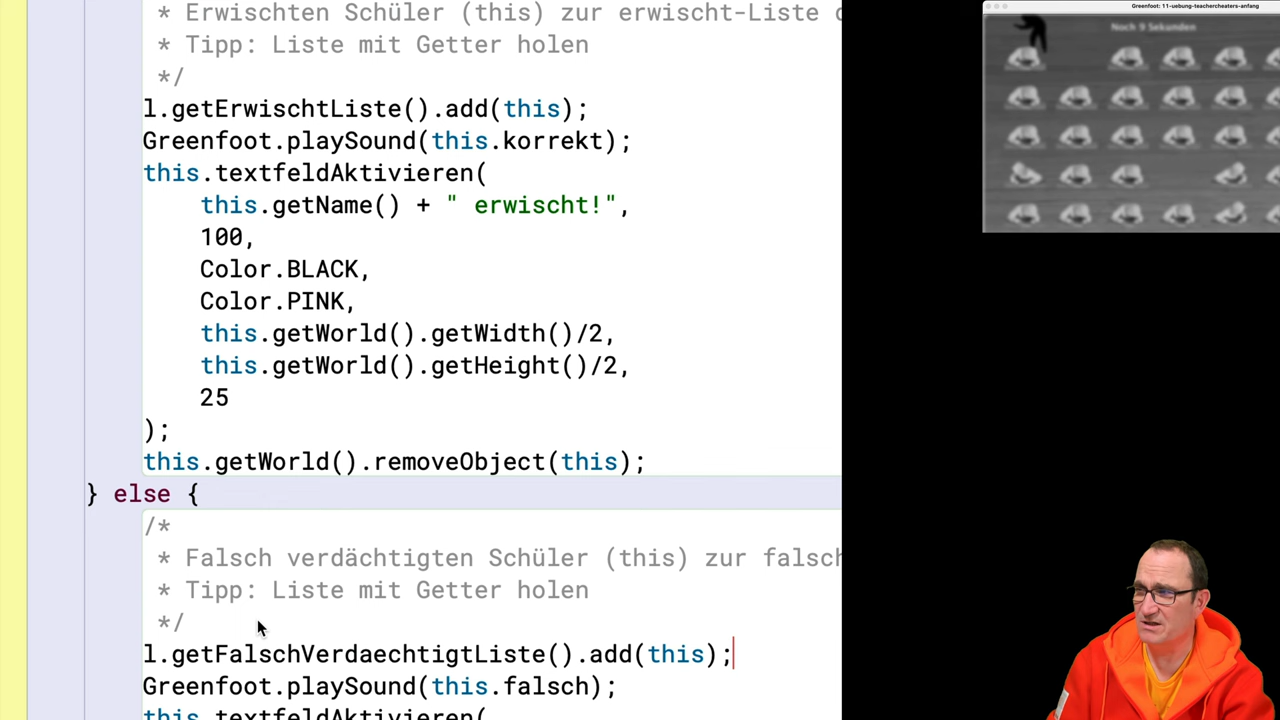 * Erwischten Schüler (this) zur erwischt-Liste
* Tipp: Liste mit Getter holen
*/
l.getErwischtListe().add(this);
Greenfoot.playSound(this.korrekt);
this.textfeldAktivieren(
this.getName() + " erwischt!",
100,
Color.BLACK,
Color.PINK,
this.getWorld().getWidth()/2,
this.getWorld().getHeight()/2,
25
);
this.getWorld().removeObject(this);
} else {
/*
* Falsch verdächtigten Schüler (this) zur falsch
* Tipp: Liste mit Getter holen
*/
l.getFalschVerdaechtigtListe().add(this);
Greenfoot.playSound(this.falsch);
this.textfeldAktivieren(
Greenfoot: 11-uebung-teachercheaters-anfang
Noch 9 Sekunden